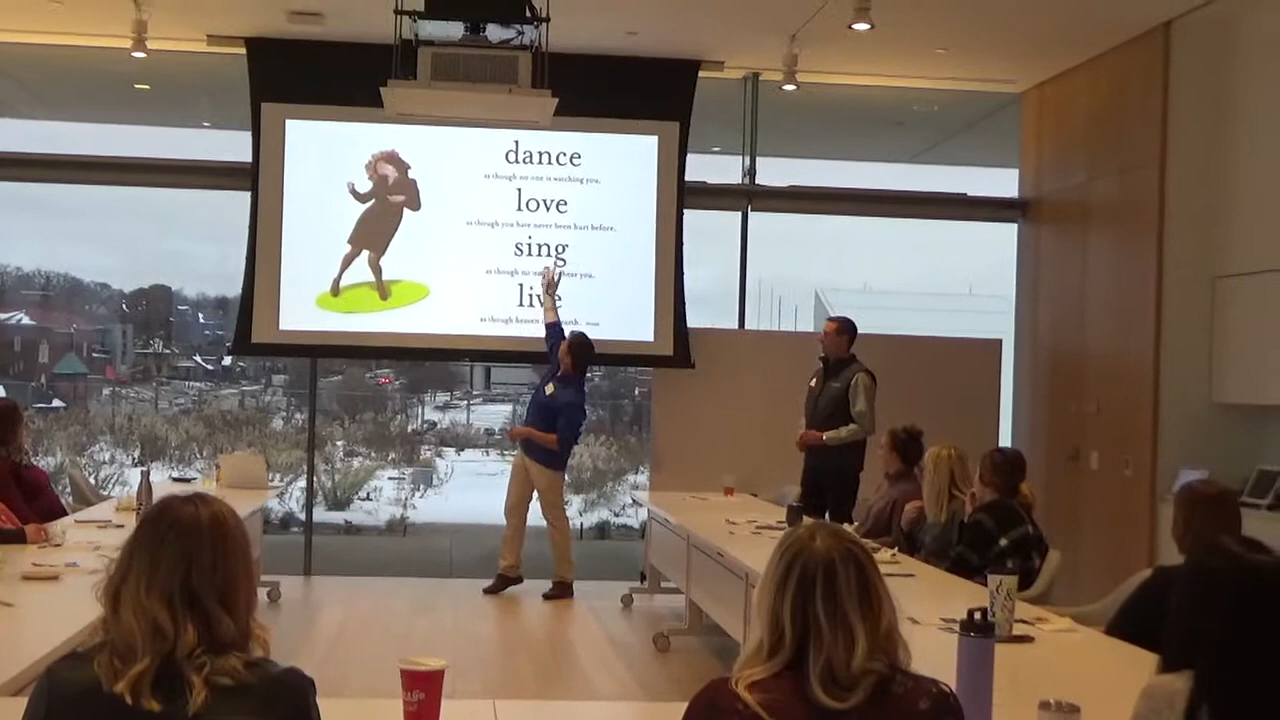 dance
as though no one is watching you,
love
as though you have never been hurt before,
sing
as though no one hear you,
live
as though heaven earth.